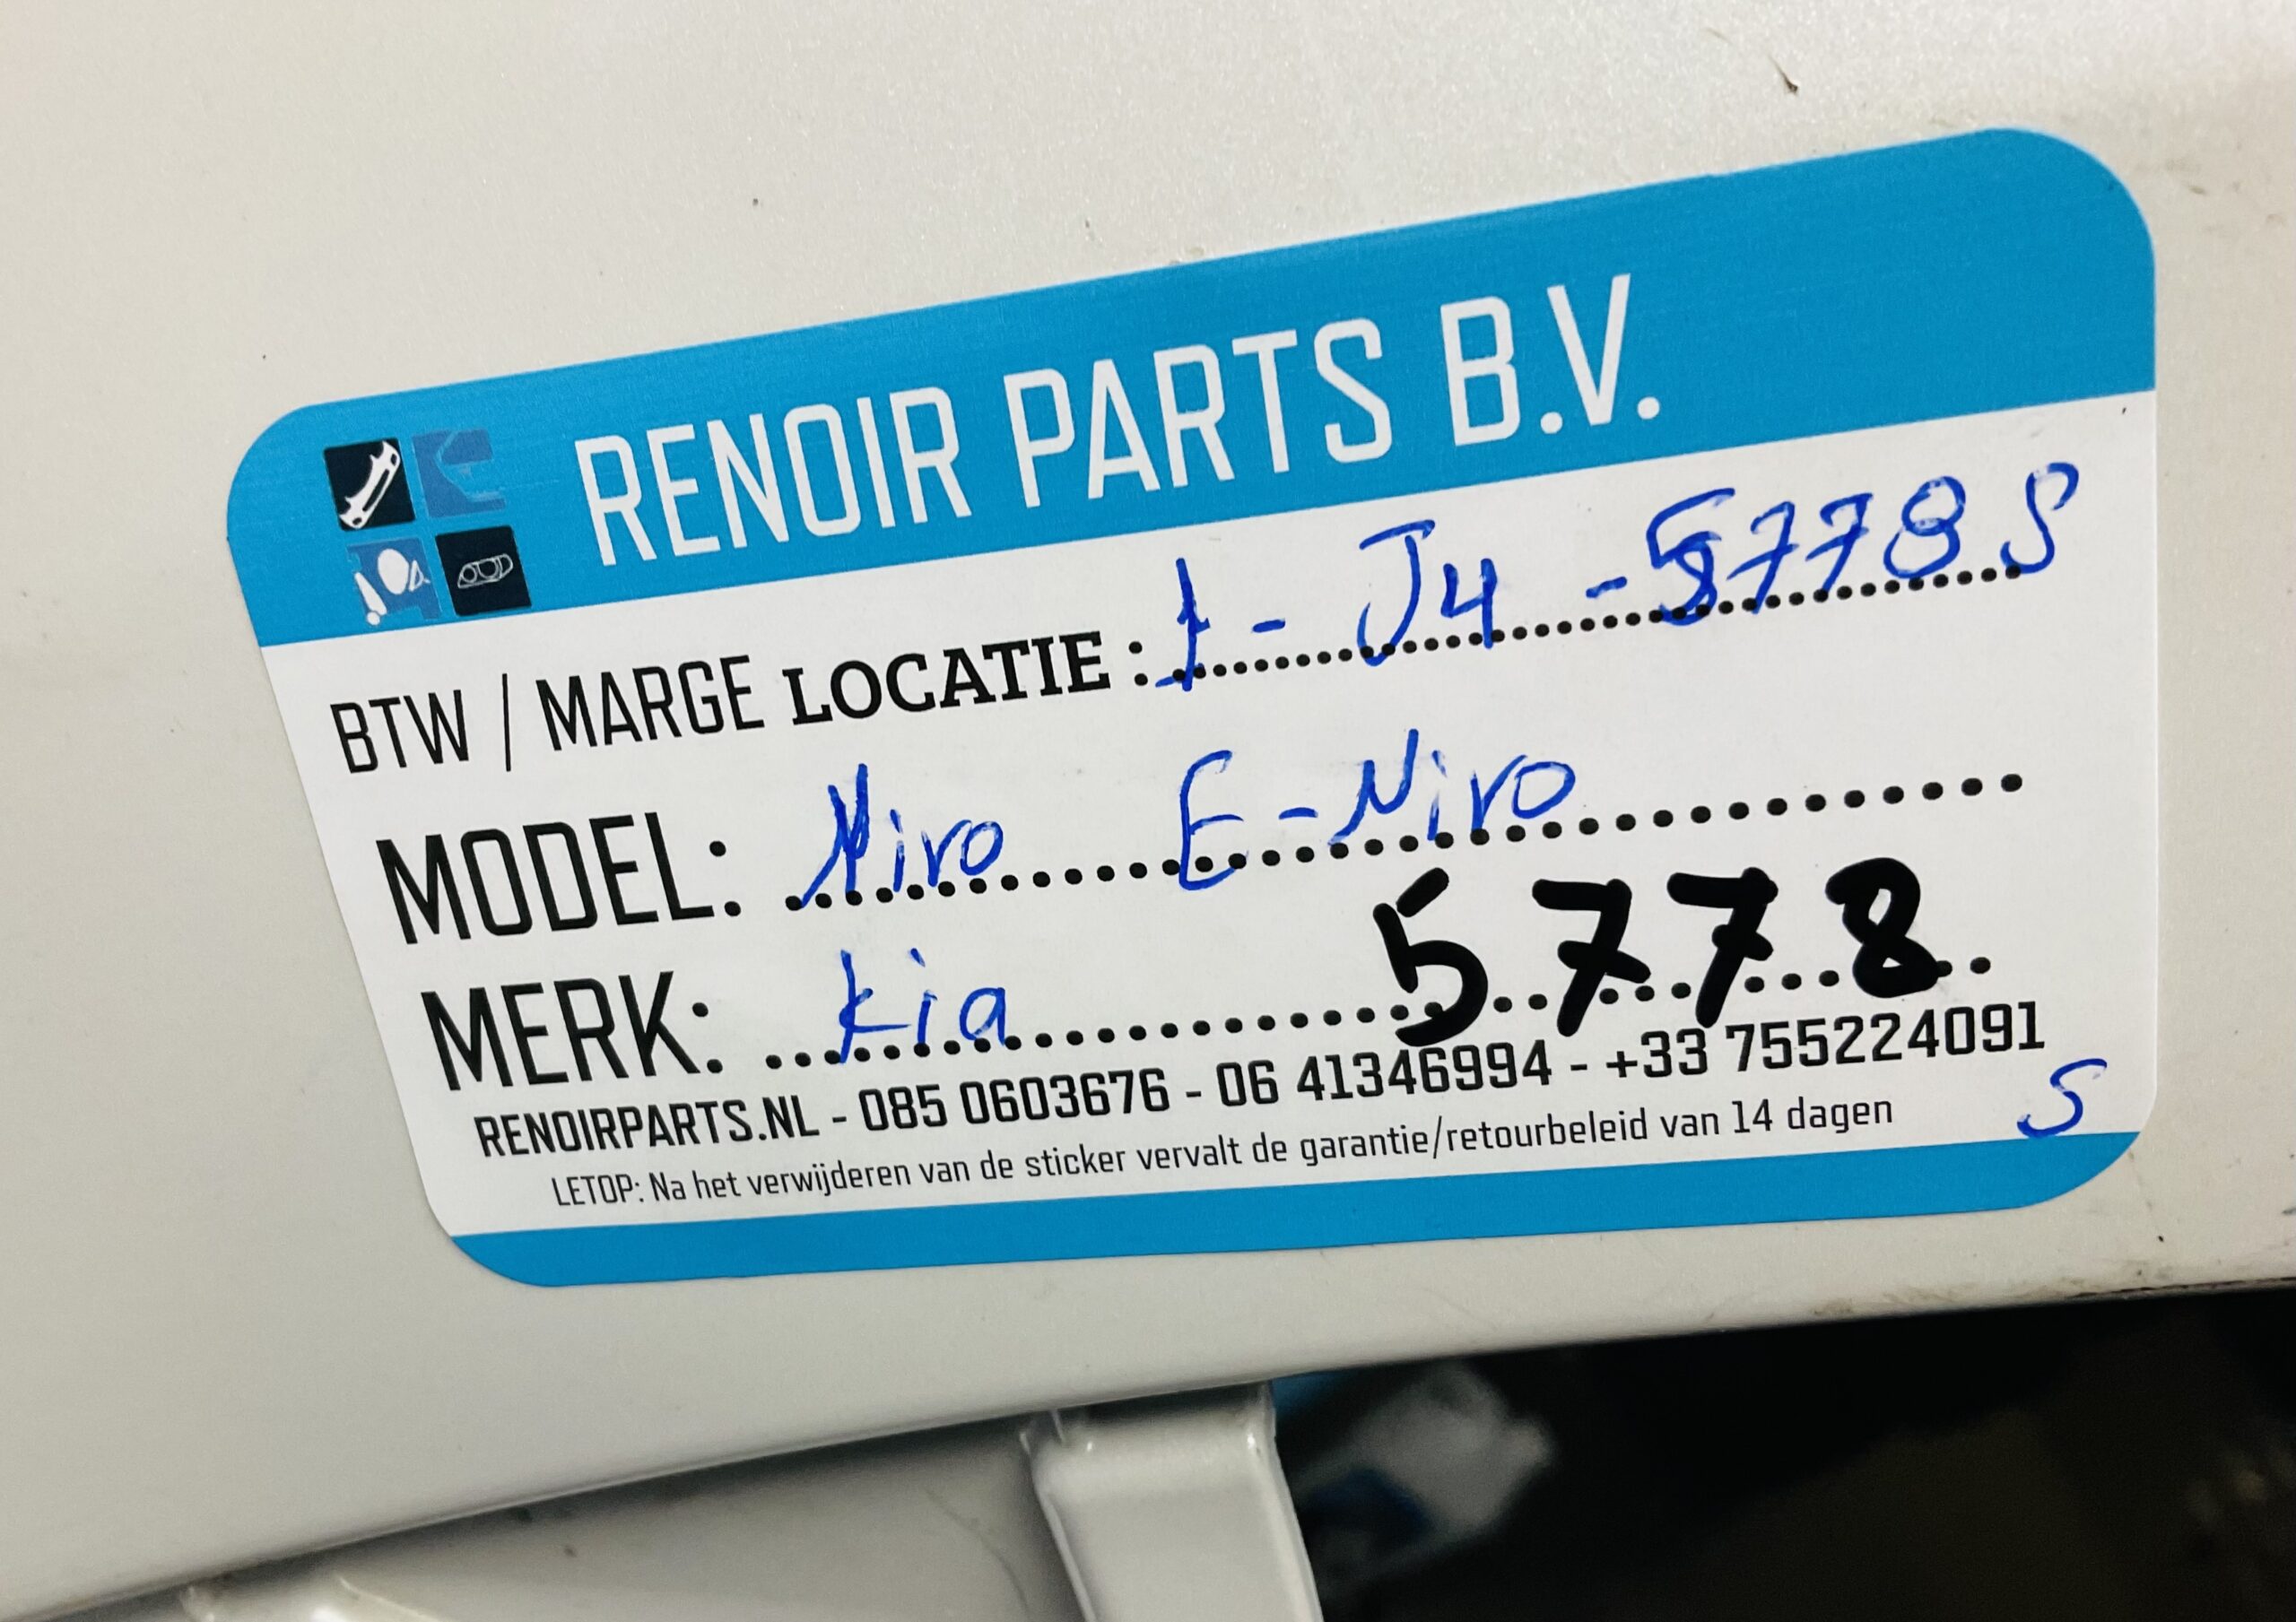 RENOIR PARTS B.V.
BTW / MARGE LOCATIE : 1 - J4 - 5778 S
MODEL: Niro E-Niro
MERK: Kia 5778
RENOIRPARTS.NL - 085 0603676 - 06 41346994 - +33 755224091
S
LETOP: Na het verwijderen van de sticker vervalt de garantie/retourbeleid van 14 dagen